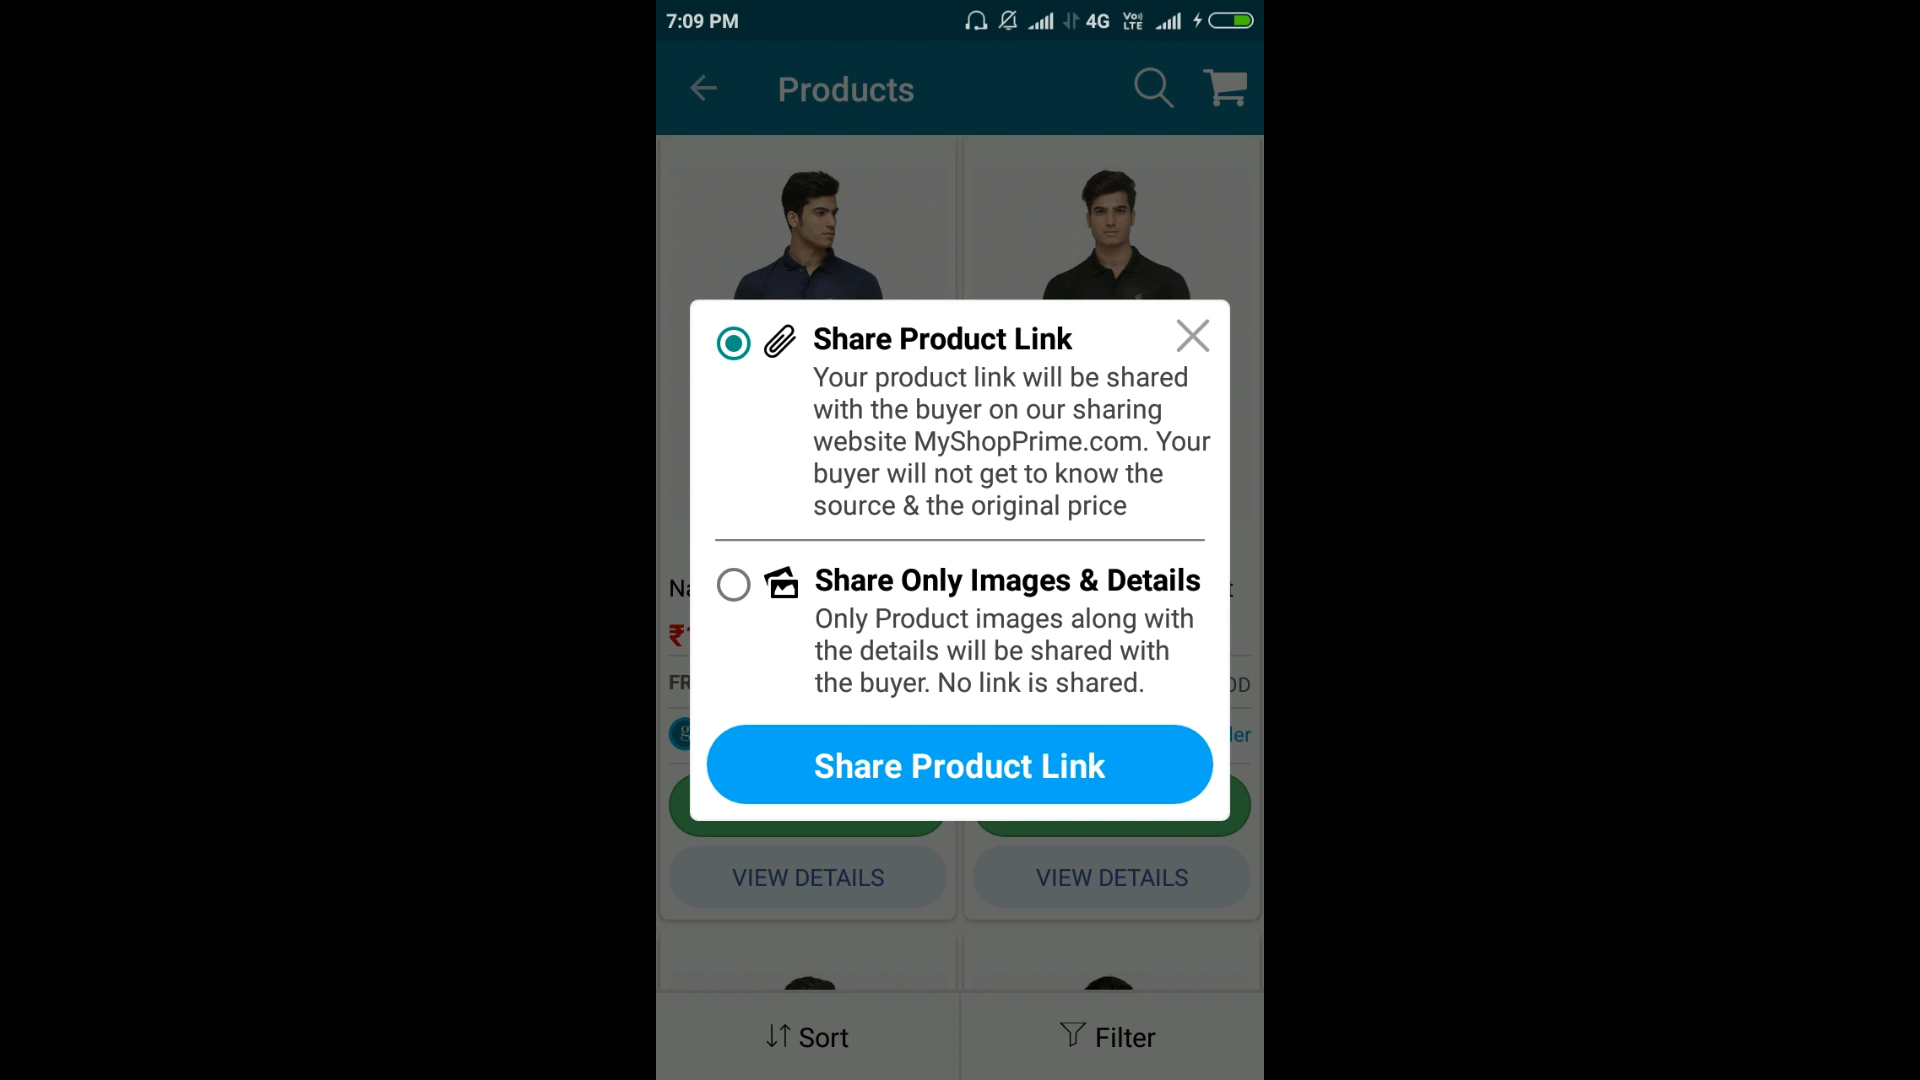 7:09 PM
4G
Vo))
LTE
Products
Share Product Link
Your product link will be shared
with the buyer on our sharing
website MyShopPrime.com. Your
buyer will not get to know the
source & the original price
Share Only Images & Details
Only Product images along with
the details will be shared with
the buyer. No link is shared.
Share Product Link
VIEW DETAILS
VIEW DETAILS
Sort
Filter